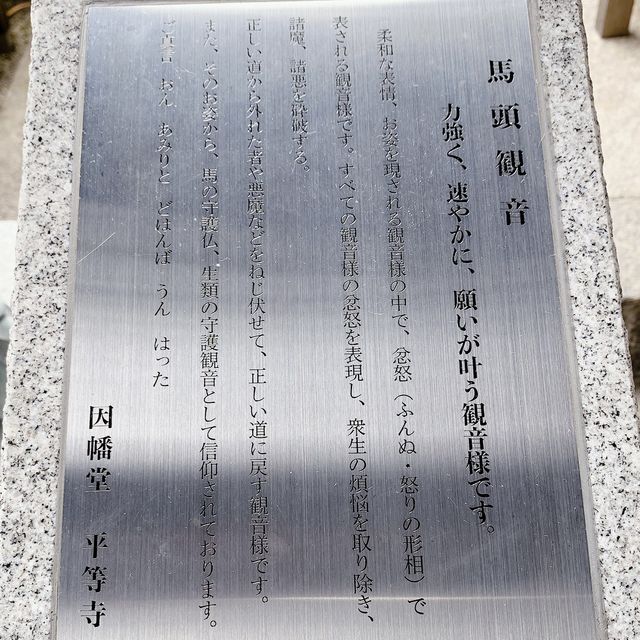 馬頭観音
力強く、速やかに、願いが叶う観音様です。
柔和な表情、お姿を現される観音様の中で、忿怒（ふんぬ・怒りの形相）で
表される観音様です。すべての観音様の忿怒を表現し、衆生の煩悩を取り除き、
諸魔、諸悪を砕破する。
正しい道から外れた者や悪魔などをねじ伏せて、正しい道に戻す観音様です。
また、そのお姿から、馬の守護仏、生類の守護観音として信仰されております。
ご真言　おん　あみりと　どはんば　うん　はった
因幡堂　平等寺